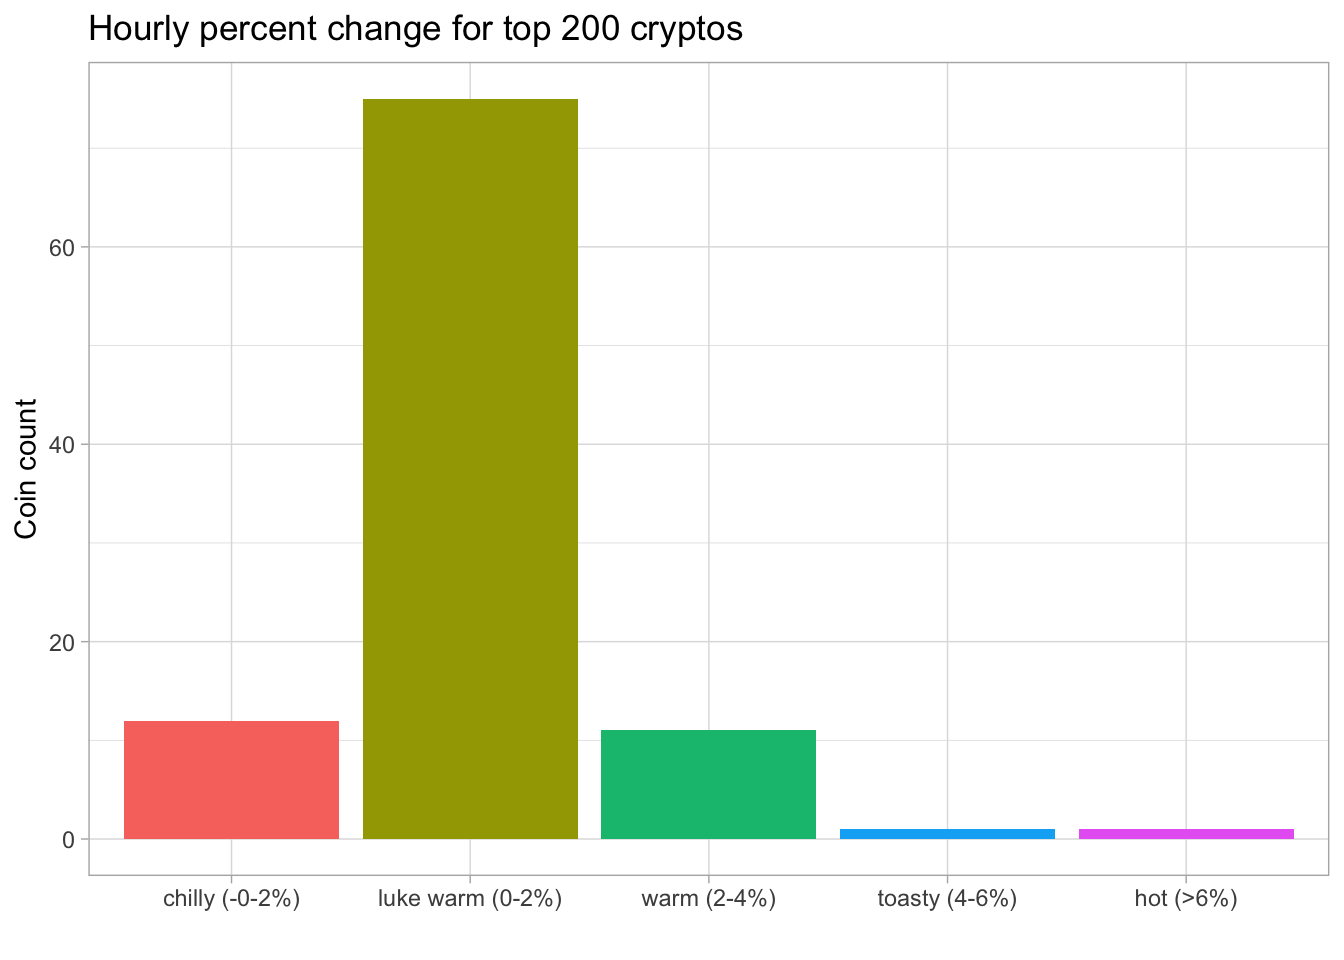 Hourly percent change for top 200 cryptos
Coin count
60
40
20
0
chilly (-0-2%)
luke warm (0-2%)
warm (2-4%)
toasty (4-6%)
hot (>6%)